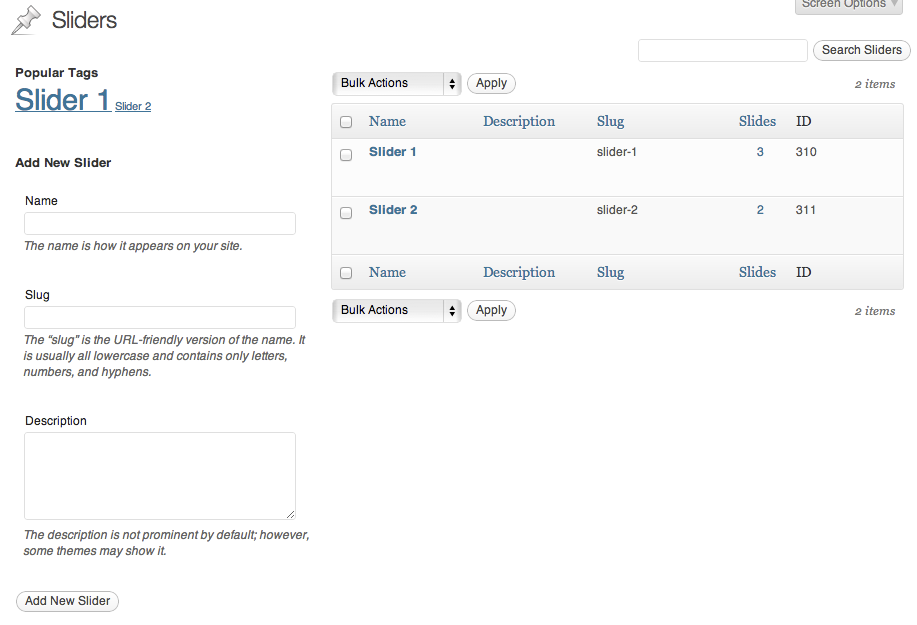 Screen Options
Sliders
Search Sliders
Popular Tags
Slider 1 Slider 2
Add New Slider
Name
The name is how it appears on your site.
Slug
The “slug” is the URL-friendly version of the name. It
is usually all lowercase and contains only letters,
numbers, and hyphens.
Description
The description is not prominent by default; however,
some themes may show it.
Add New Slider
Bulk Actions Apply 2 items
Name Description Slug Slides ID
Slider 1 slider-1 3 310
Slider 2 slider-2 2 311
Name Description Slug Slides ID
Bulk Actions Apply 2 items